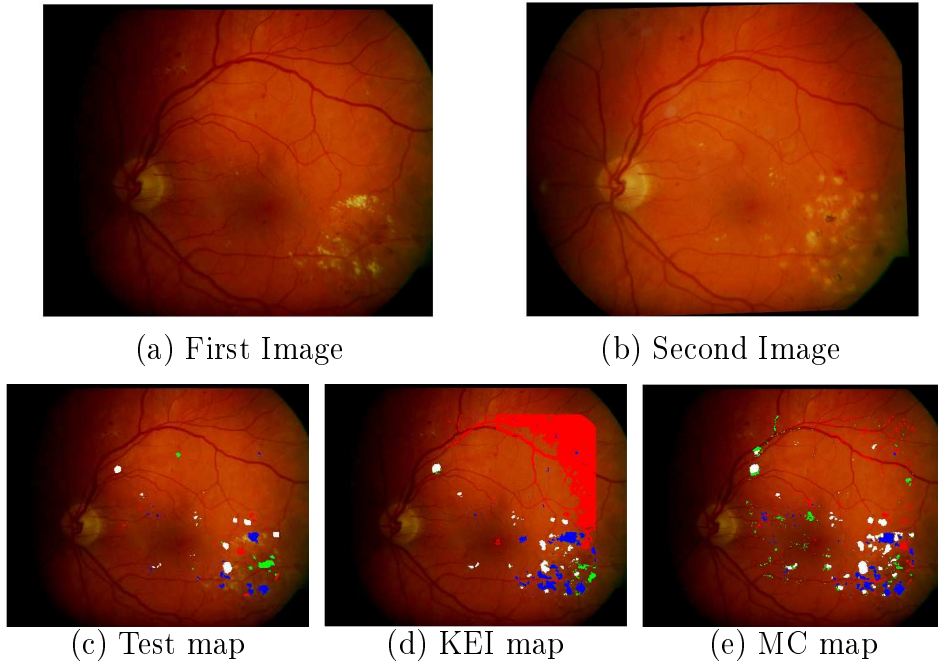 (a) First Image
(b) Second Image
(c) Test map
(d) KEI map
(e) MC map